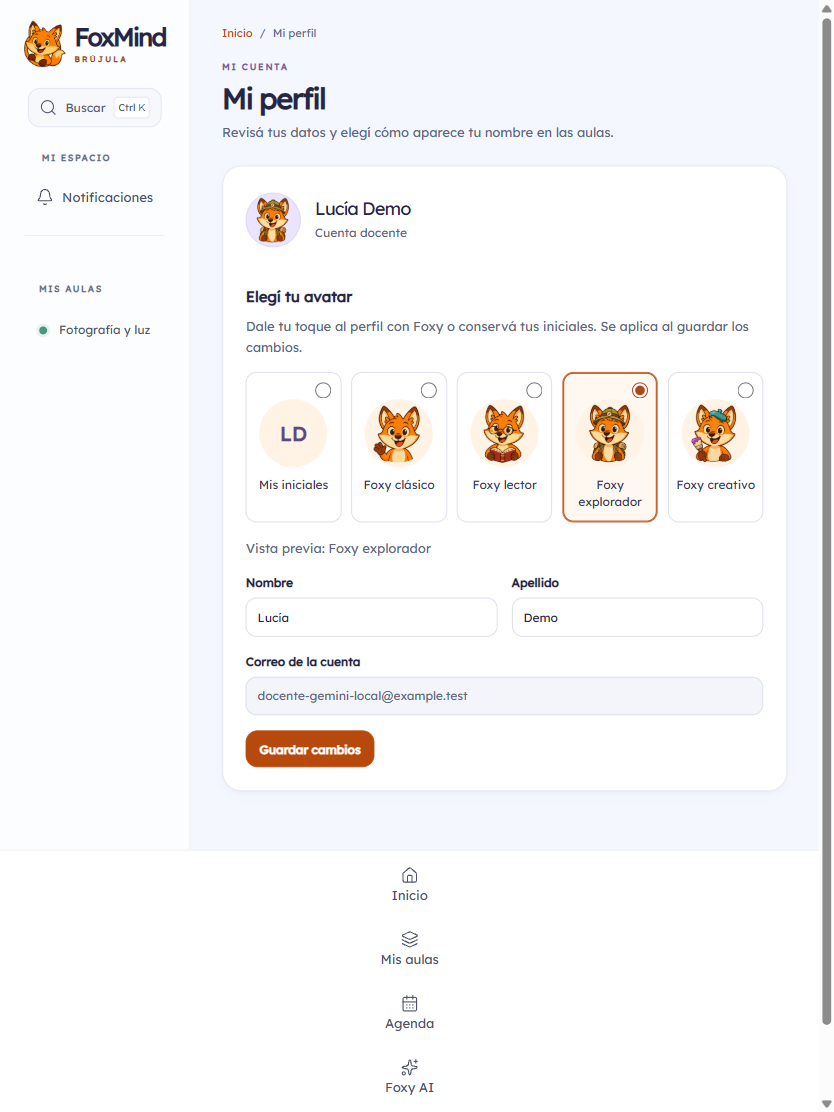 FoxMind
BRÚJULA
Buscar Ctrl K
MI ESPACIO
Notificaciones
MIS AULAS
Fotografía y luz
Inicio / Mi perfil
MI CUENTA
Mi perfil
Revisá tus datos y elegí cómo aparece tu nombre en las aulas.
Lucía Demo
Cuenta docente
Elegí tu avatar
Dale tu toque al perfil con Foxy o conservá tus iniciales. Se aplica al guardar los
cambios.
LD
Mis iniciales
Foxy clásico
Foxy lector
Foxy
explorador
Foxy creativo
Vista previa: Foxy explorador
Nombre
Apellido
Lucía
Demo
Correo de la cuenta
docente-gemini-local@example.test
Guardar cambios
Inicio
Mis aulas
Agenda
Foxy AI